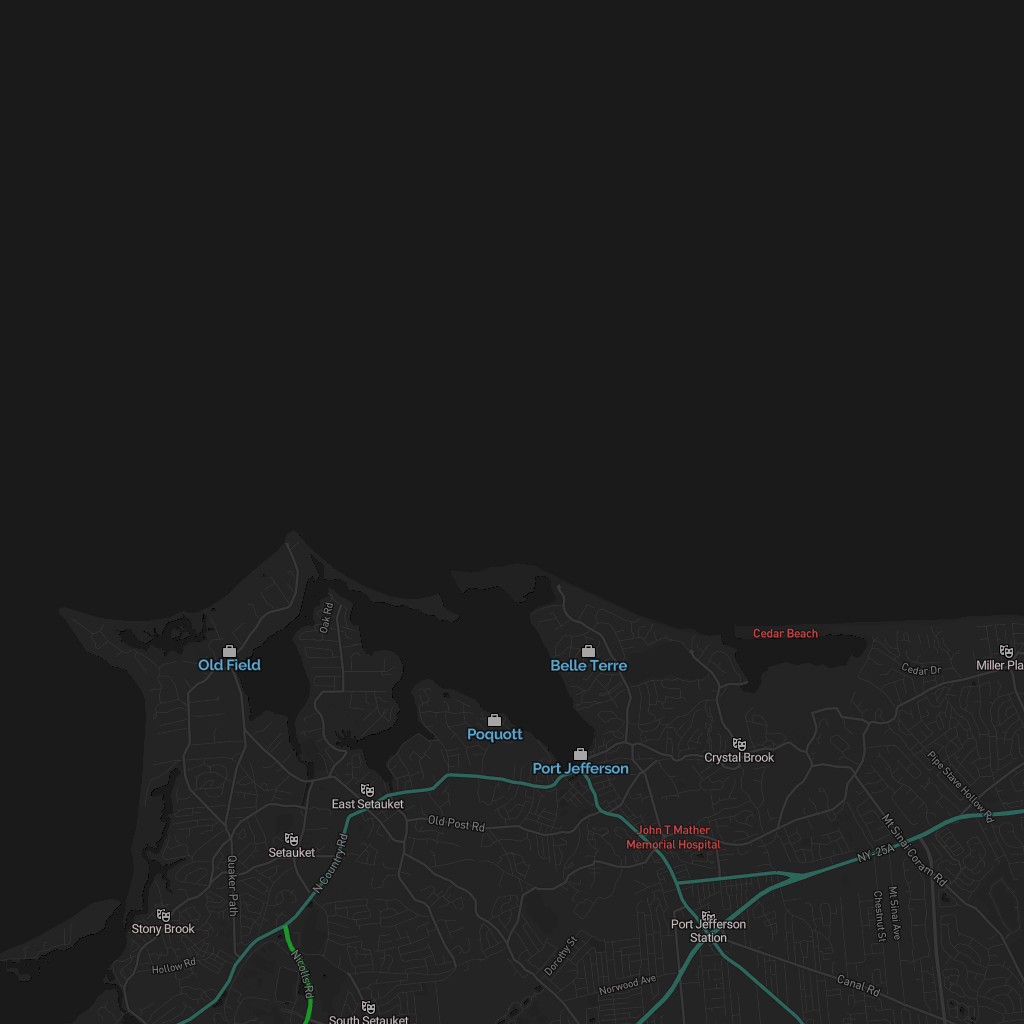 Oak Rd
Cedar Beach
Old Field
Belle Terre
Miller Pla
Cedar Dr
Poquott
Crystal Brook
Port Jefferson
Pipe Stave Hollow Rd
East Setauket
Old Post Rd
John T Mather
Memorial Hospital
Setauket
N Country Rd
NY-25A
Mt Sinai Coram Rd
Quaker Path
Stony Brook
Port Jefferson
Station
Chestnut St
Mt Sinai Ave
Dorothy St
Hollow Rd
Nicolls Rd
Norwood Ave
Canal Rd
South Setauket